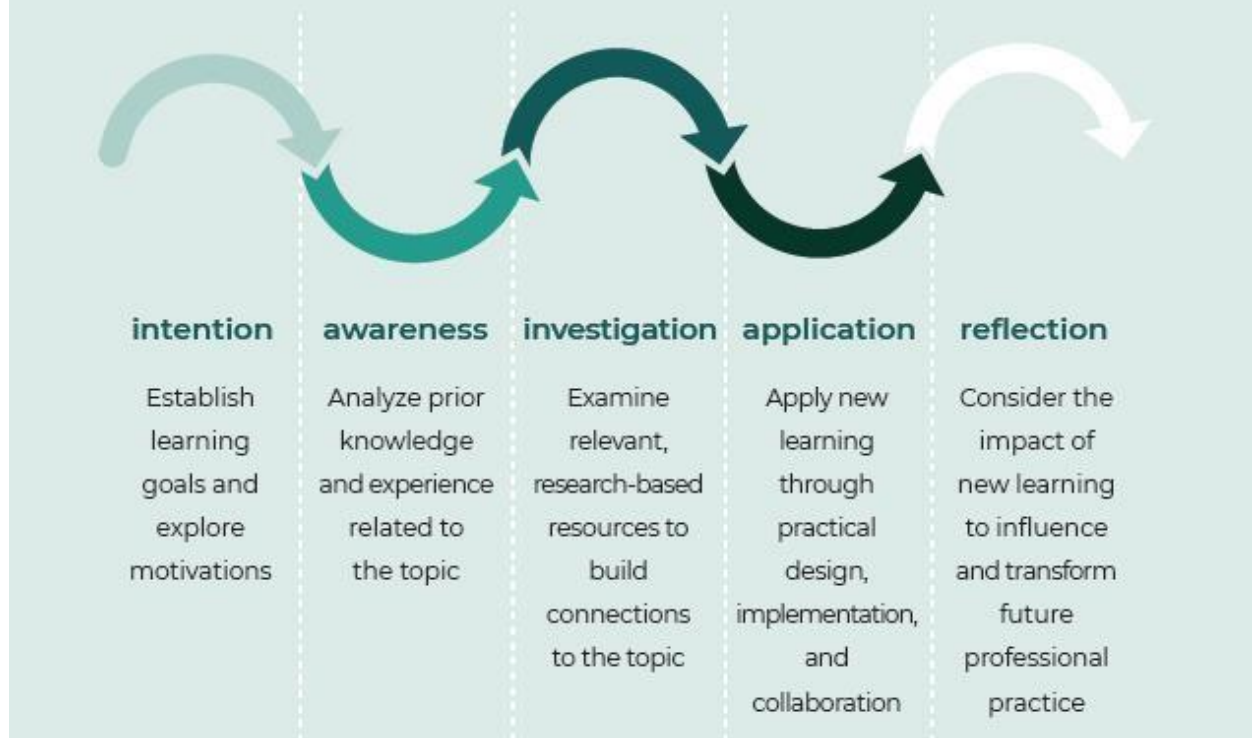 intention
Establish
learning
goals and
explore
motivations
awareness
Analyze prior
knowledge
and experience
related to
the topic
investigation
Examine
relevant,
research-based
resources to
build
connections
to the topic
application
Apply new
learning
through
practical
design,
implementation,
and
collaboration
reflection
Consider the
impact of
new learning
to influence
and transform
future
professional
practice